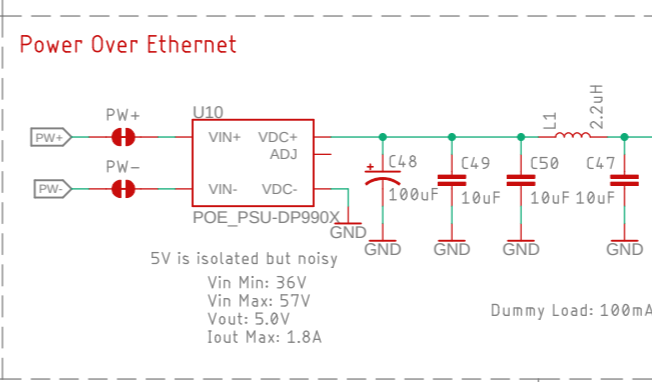 Power Over Ethernet
PW+
U10
L1
2.2uH
PW+
VIN+
VDC+
ADJ
PW-
PW-
VIN-
VDC-
+
C48
C49
C50
C47
100uF
10uF
10uF
10uF
POE_PSU-DP990X
GND
GND
GND
GND
GND
5V is isolated but noisy
Vin Min: 36V
Vin Max: 57V
Vout: 5.0V
Iout Max: 1.8A
Dummy Load: 100mA